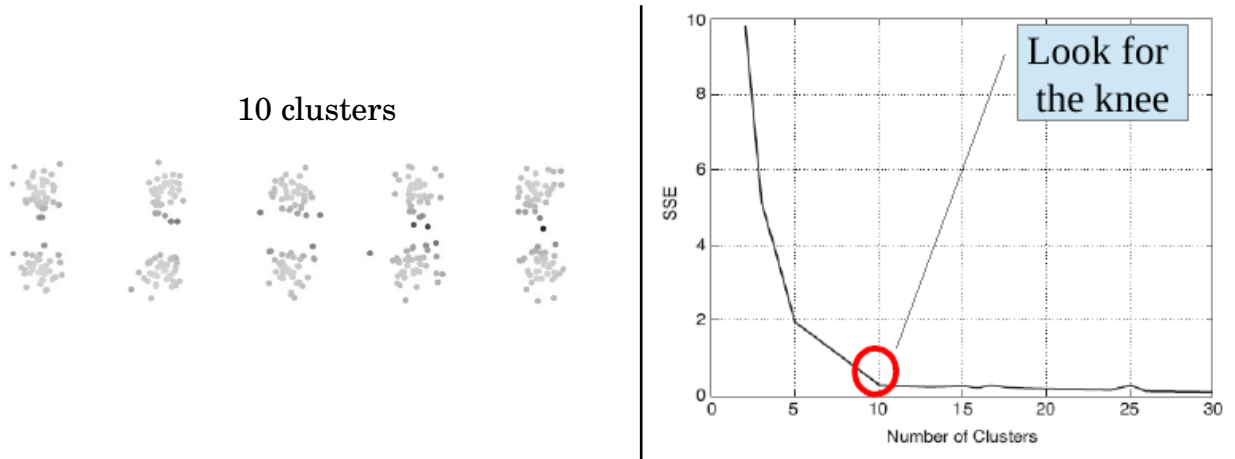 10 clusters
Look for
the knee
10
8
6
4
2
0
SSE
0 5 10 15 20 25 30
Number of Clusters